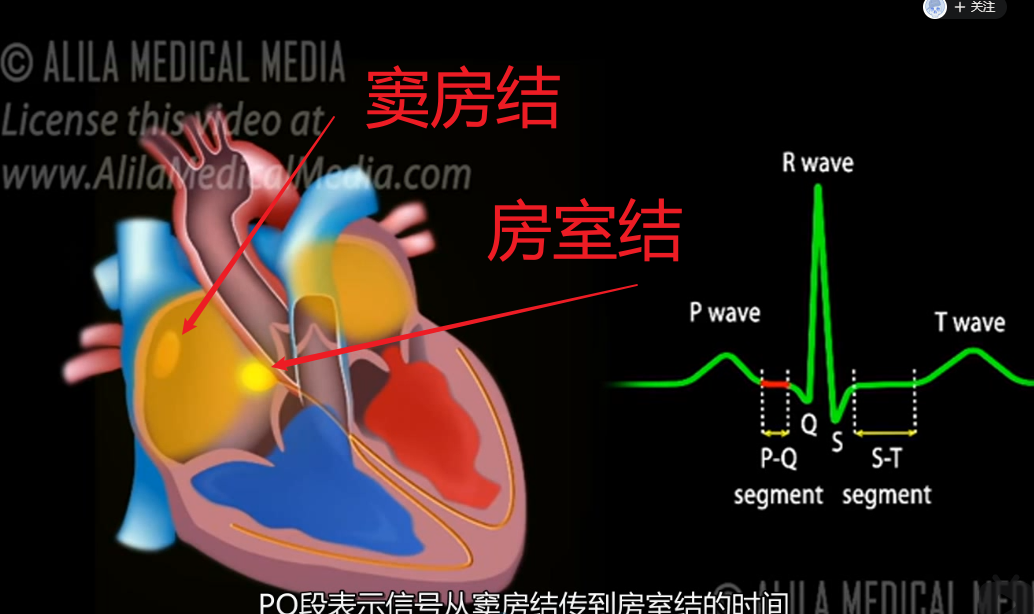 + 关注
© ALILA MEDICAL MEDIA
License this video at
www.AlilaMedicalMedia.com
窦房结
房室结
R wave
P wave
T wave
Q
S
P-Q
segment
S-T
segment
© ALILA MEDICAL MED
PQ段表示信号从窦房结传到房室结的时间